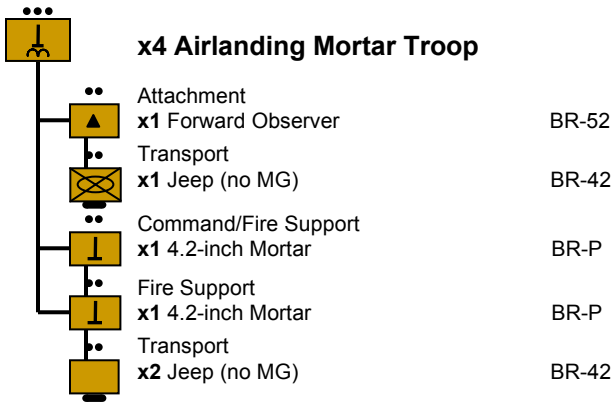 x4 Airlanding Mortar Troop
Attachment
x1 Forward Observer BR-52
Transport
x1 Jeep (no MG) BR-42
Command/Fire Support
x1 4.2-inch Mortar BR-P
Fire Support
x1 4.2-inch Mortar BR-P
Transport
x2 Jeep (no MG) BR-42